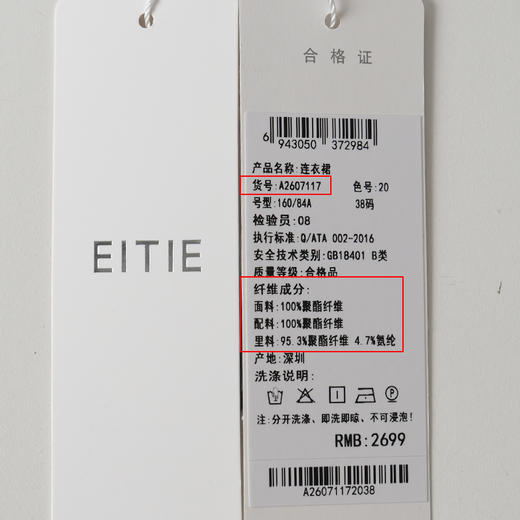 EITIE
合格证
6 943050 372984
产品名称:连衣裙
货号:A2607117 色号:20
号型:160/84A 38码
检验员:08
执行标准:Q/ATA 002-2016
安全技术类别:GB18401 B类
质量等级:合格品
纤维成分:
面料:100%聚酯纤维
配料:100%聚酯纤维
里料:95.3%聚酯纤维 4.7%氨纶
产地:深圳
洗涤说明:
注:分开洗涤、即洗即晾、不可浸泡!
RMB:2699
A26071172038